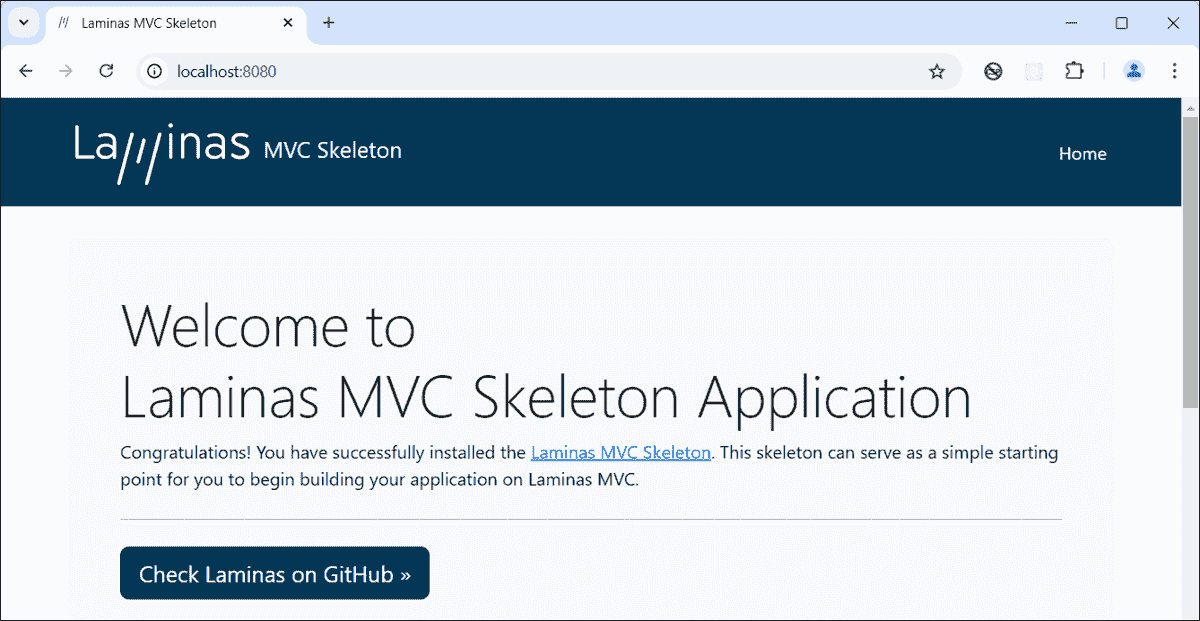 Laminas MVC Skeleton
localhost:8080
Laminas MVC Skeleton
Home
Welcome to
Laminas MVC Skeleton Application
Congratulations! You have successfully installed the Laminas MVC Skeleton. This skeleton can serve as a simple starting
point for you to begin building your application on Laminas MVC.
Check Laminas on GitHub »